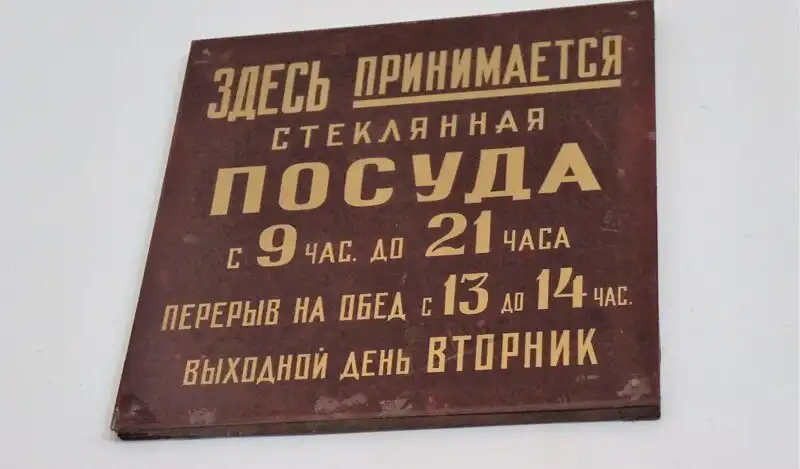 ЗДЕСЬ ПРИНИМАЕТСЯ
СТЕКЛЯННАЯ
ПОСУДА
С 9 ЧАС. ДО 21 ЧАСА
ПЕРЕРЫВ НА ОБЕД С 13 ДО 14 ЧАС.
ВЫХОДНОЙ ДЕНЬ ВТОРНИК